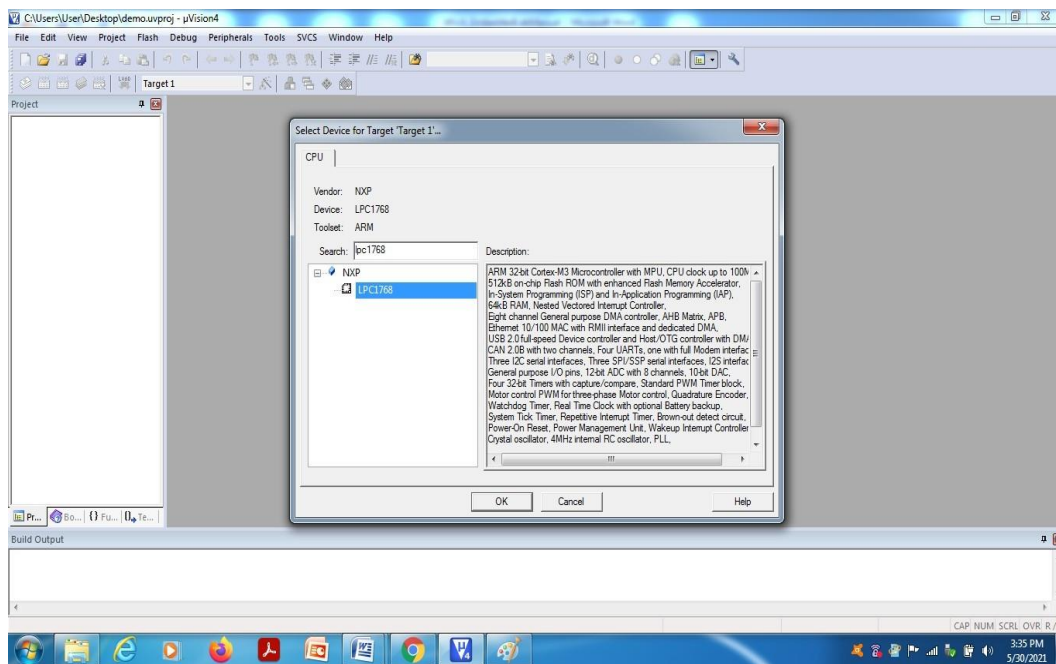 C:\Users\User\Desktop\demo.uvproj - µVision4
File Edit View Project Flash Debug Peripherals Tools SVCS Window Help
Target 1
Project
Select Device for Target 'Target 1'...
CPU
Vendor: NXP
Device: LPC1768
Toolset: ARM
Search: lpc1768
Description:
NXP
LPC1768
ARM 32-bit Cortex-M3 Microcontroller with MPU, CPU clock up to 100M
512kB on-chip Flash ROM with enhanced Flash Memory Accelerator,
In-System Programming (ISP) and In-Application Programming (IAP),
64kB RAM, Nested Vectored Interrupt Controller,
Eight channel General purpose DMA controller, AHB Matrix, APB,
Ethernet 10/100 MAC with RMII interface and dedicated DMA,
USB 2.0 full-speed Device controller and Host/OTG controller with DMA
CAN 2.0B with two channels, Four UARTs, one with full Modem interfac
Three I2C serial interfaces, Three SPI/SSP serial interfaces, I2S interfac
General purpose I/O pins, 12-bit ADC with 8 channels, 10-bit DAC,
Four 32-bit Timers with capture/compare, Standard PWM Timer block,
Motor control PWM for three-phase Motor control, Quadrature Encoder,
Watchdog Timer, Real Time Clock with optional Battery backup,
System Tick Timer, Repetitive Interrupt Timer, Brown-out detect circuit,
Power-On Reset, Power Management Unit, Wakeup Interrupt Controller
Crystal oscillator, 4MHz internal RC oscillator, PLL,
OK Cancel Help
Pr... Bo... {} Fu... Te...
Build Output
CAP NUM SCRL OVR R/
3:35 PM
5/30/2021